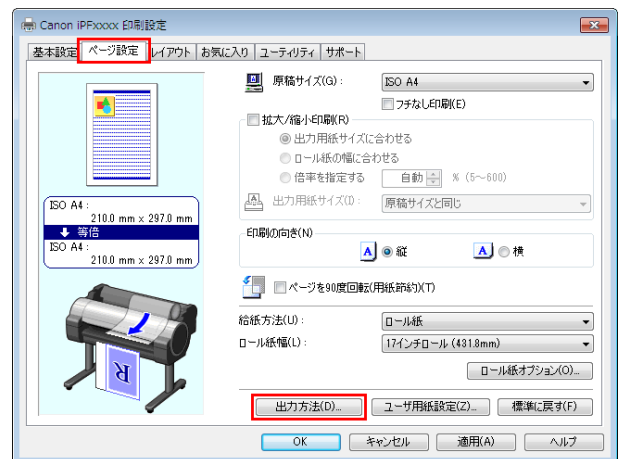 Canon iPFxxxx 印刷設定
基本設定 ページ設定 レイアウト お気に入り ユーティリティ サポート
原稿サイズ(G): ISO A4
フチなし印刷(E)
拡大/縮小印刷(R)
出力用紙サイズに合わせる
ロール紙の幅に合わせる
倍率を指定する 自動 % (5~600)
出力用紙サイズ(I): 原稿サイズと同じ
ISO A4 :
210.0 mm x 297.0 mm
等倍
ISO A4 :
210.0 mm x 297.0 mm
印刷の向き(N)
A 縦 A 横
ページを90度回転(用紙節約)(T)
給紙方法(U): ロール紙
ロール紙幅(L): 17インチロール (431.8mm)
ロール紙オプション(O)...
R
出力方法(D)... ユーザ用紙設定(Z)... 標準に戻す(F)
OK キャンセル 適用(A) ヘルプ